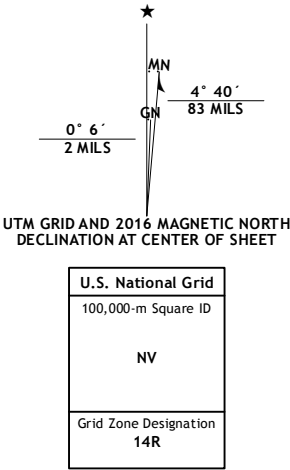 ★
MN
4° 40´
83 MILS
GN
0° 6´
2 MILS
UTM GRID AND 2016 MAGNETIC NORTH
DECLINATION AT CENTER OF SHEET
U.S. National Grid
100,000-m Square ID
NV
Grid Zone Designation
14R